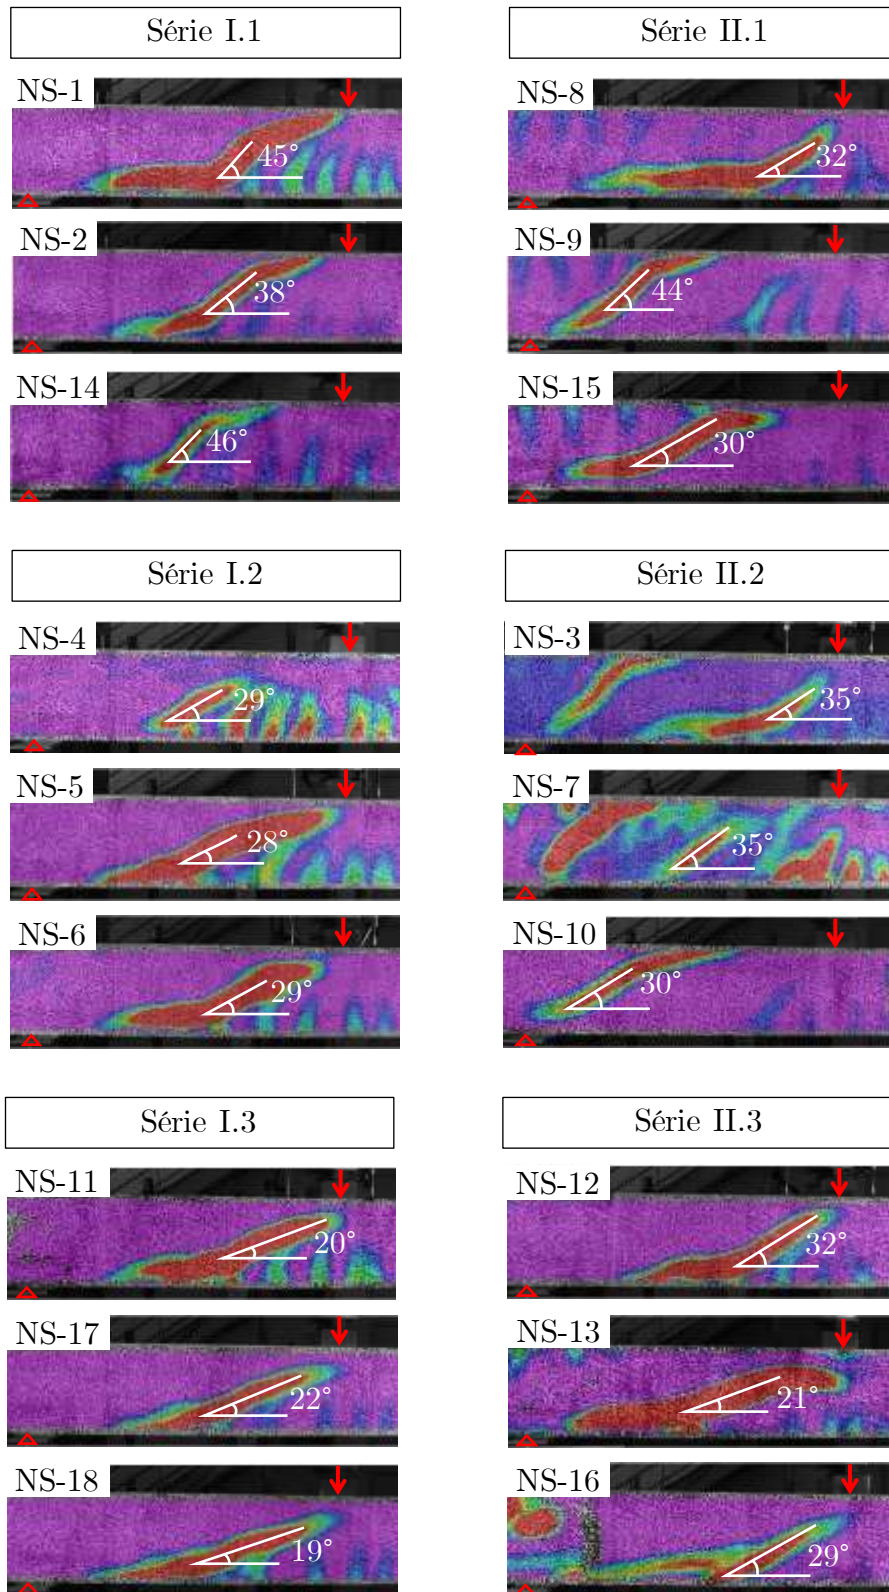 Série I.1
NS-1
45°
NS-2
38°
NS-14
46°
Série II.1
NS-8
32°
NS-9
44°
NS-15
30°
Série I.2
NS-4
29°
NS-5
28°
NS-6
29°
Série II.2
NS-3
35°
NS-7
35°
NS-10
30°
Série I.3
NS-11
20°
NS-17
22°
NS-18
19°
Série II.3
NS-12
32°
NS-13
21°
NS-16
29°